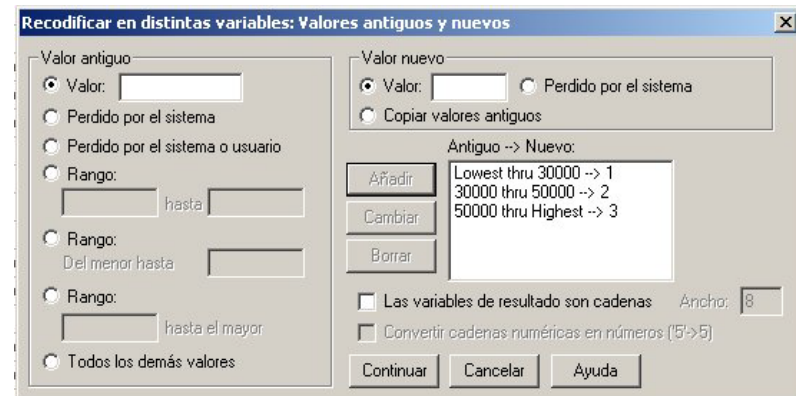 Recodificar en distintas variables: Valores antiguos y nuevos
Valor antiguo
Valor:
Perdido por el sistema
Perdido por el sistema o usuario
Rango:
hasta
Rango:
Del menor hasta
Rango:
hasta el mayor
Todos los demás valores
Valor nuevo
Valor:
Perdido por el sistema
Copiar valores antiguos
Antiguo --> Nuevo:
Añadir
Cambiar
Borrar
Lowest thru 30000 --> 1
30000 thru 50000 --> 2
50000 thru Highest --> 3
Las variables de resultado son cadenas
Ancho: 8
Convertir cadenas numéricas en números ('5'->5)
Continuar
Cancelar
Ayuda